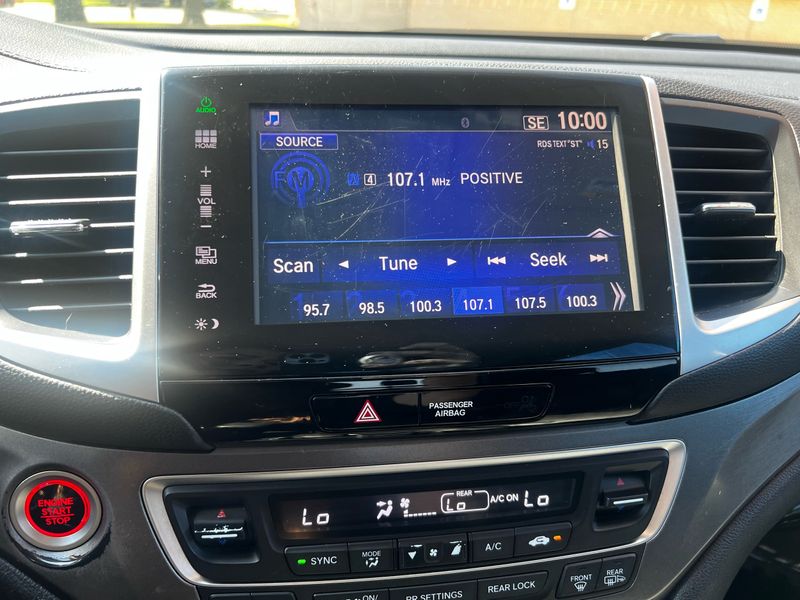 AUDIO
HOME
+
VOL
−
MENU
BACK
SE 10:00
SOURCE
RDS TEXT "ST" 15
FM
4 107.1 MHz POSITIVE
Scan Tune Seek
95.7 98.5 100.3 107.1 107.5 100.3
PASSENGER
AIRBAG
ENGINE
START
STOP
Lo REAR Lo A/C ON Lo
SYNC MODE A/C
FRONT REAR
RR SETTINGS REAR LOCK